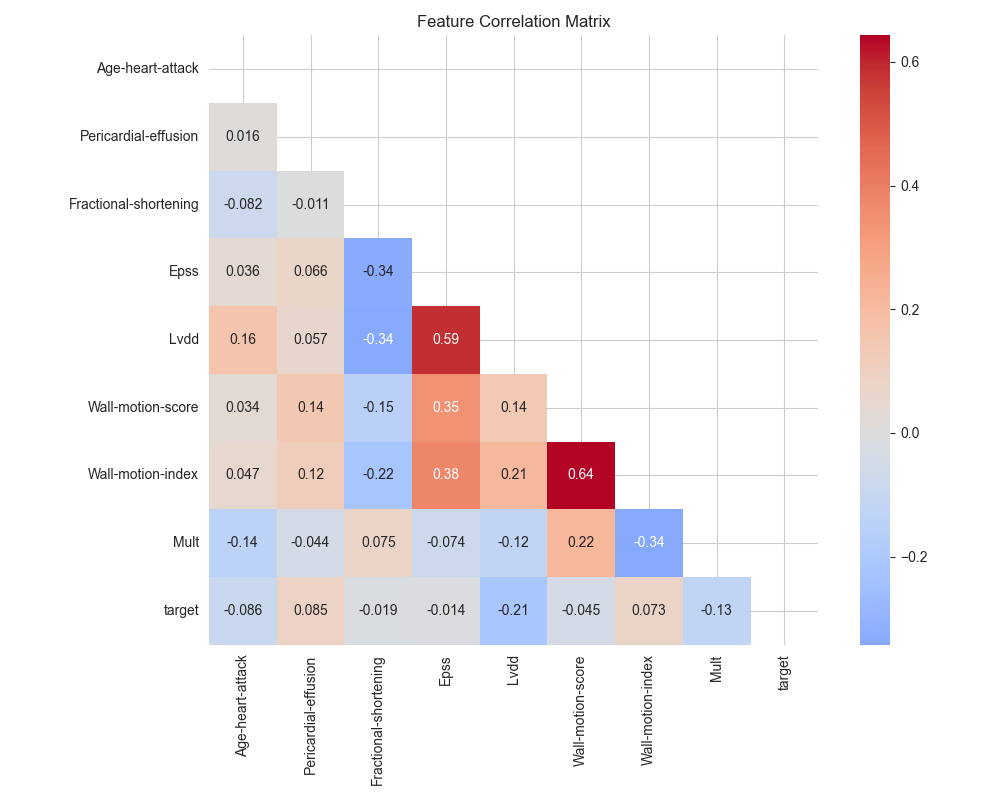 Feature Correlation Matrix
Age-heart-attack
Pericardial-effusion 0.016
Fractional-shortening -0.082 -0.011
Epss 0.036 0.066 -0.34
Lvdd 0.16 0.057 -0.34 0.59
Wall-motion-score 0.034 0.14 -0.15 0.35 0.14
Wall-motion-index 0.047 0.12 -0.22 0.38 0.21 0.64
Mult -0.14 -0.044 0.075 -0.074 -0.12 0.22 -0.34
target -0.086 0.085 -0.019 -0.014 -0.21 -0.045 0.073 -0.13
Age-heart-attack
Pericardial-effusion
Fractional-shortening
Epss
Lvdd
Wall-motion-score
Wall-motion-index
Mult
target
0.6
0.4
0.2
0.0
−0.2